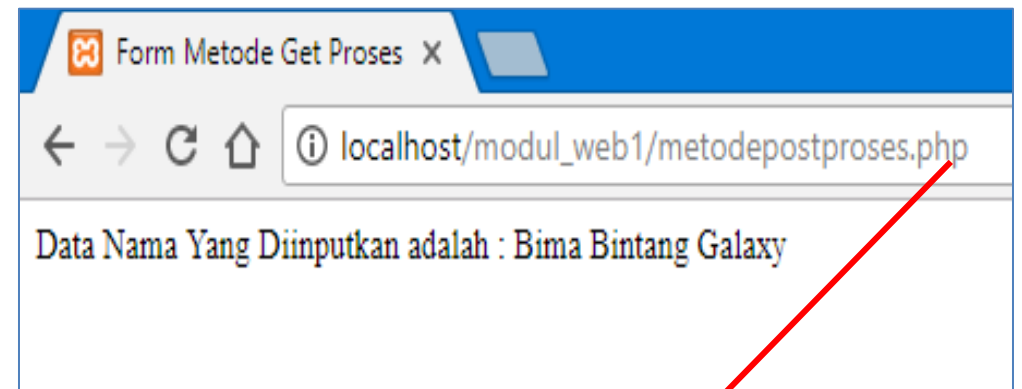 Form Metode Get Proses
localhost/modul_web1/metodepostproses.php
Data Nama Yang Diinputkan adalah : Bima Bintang Galaxy